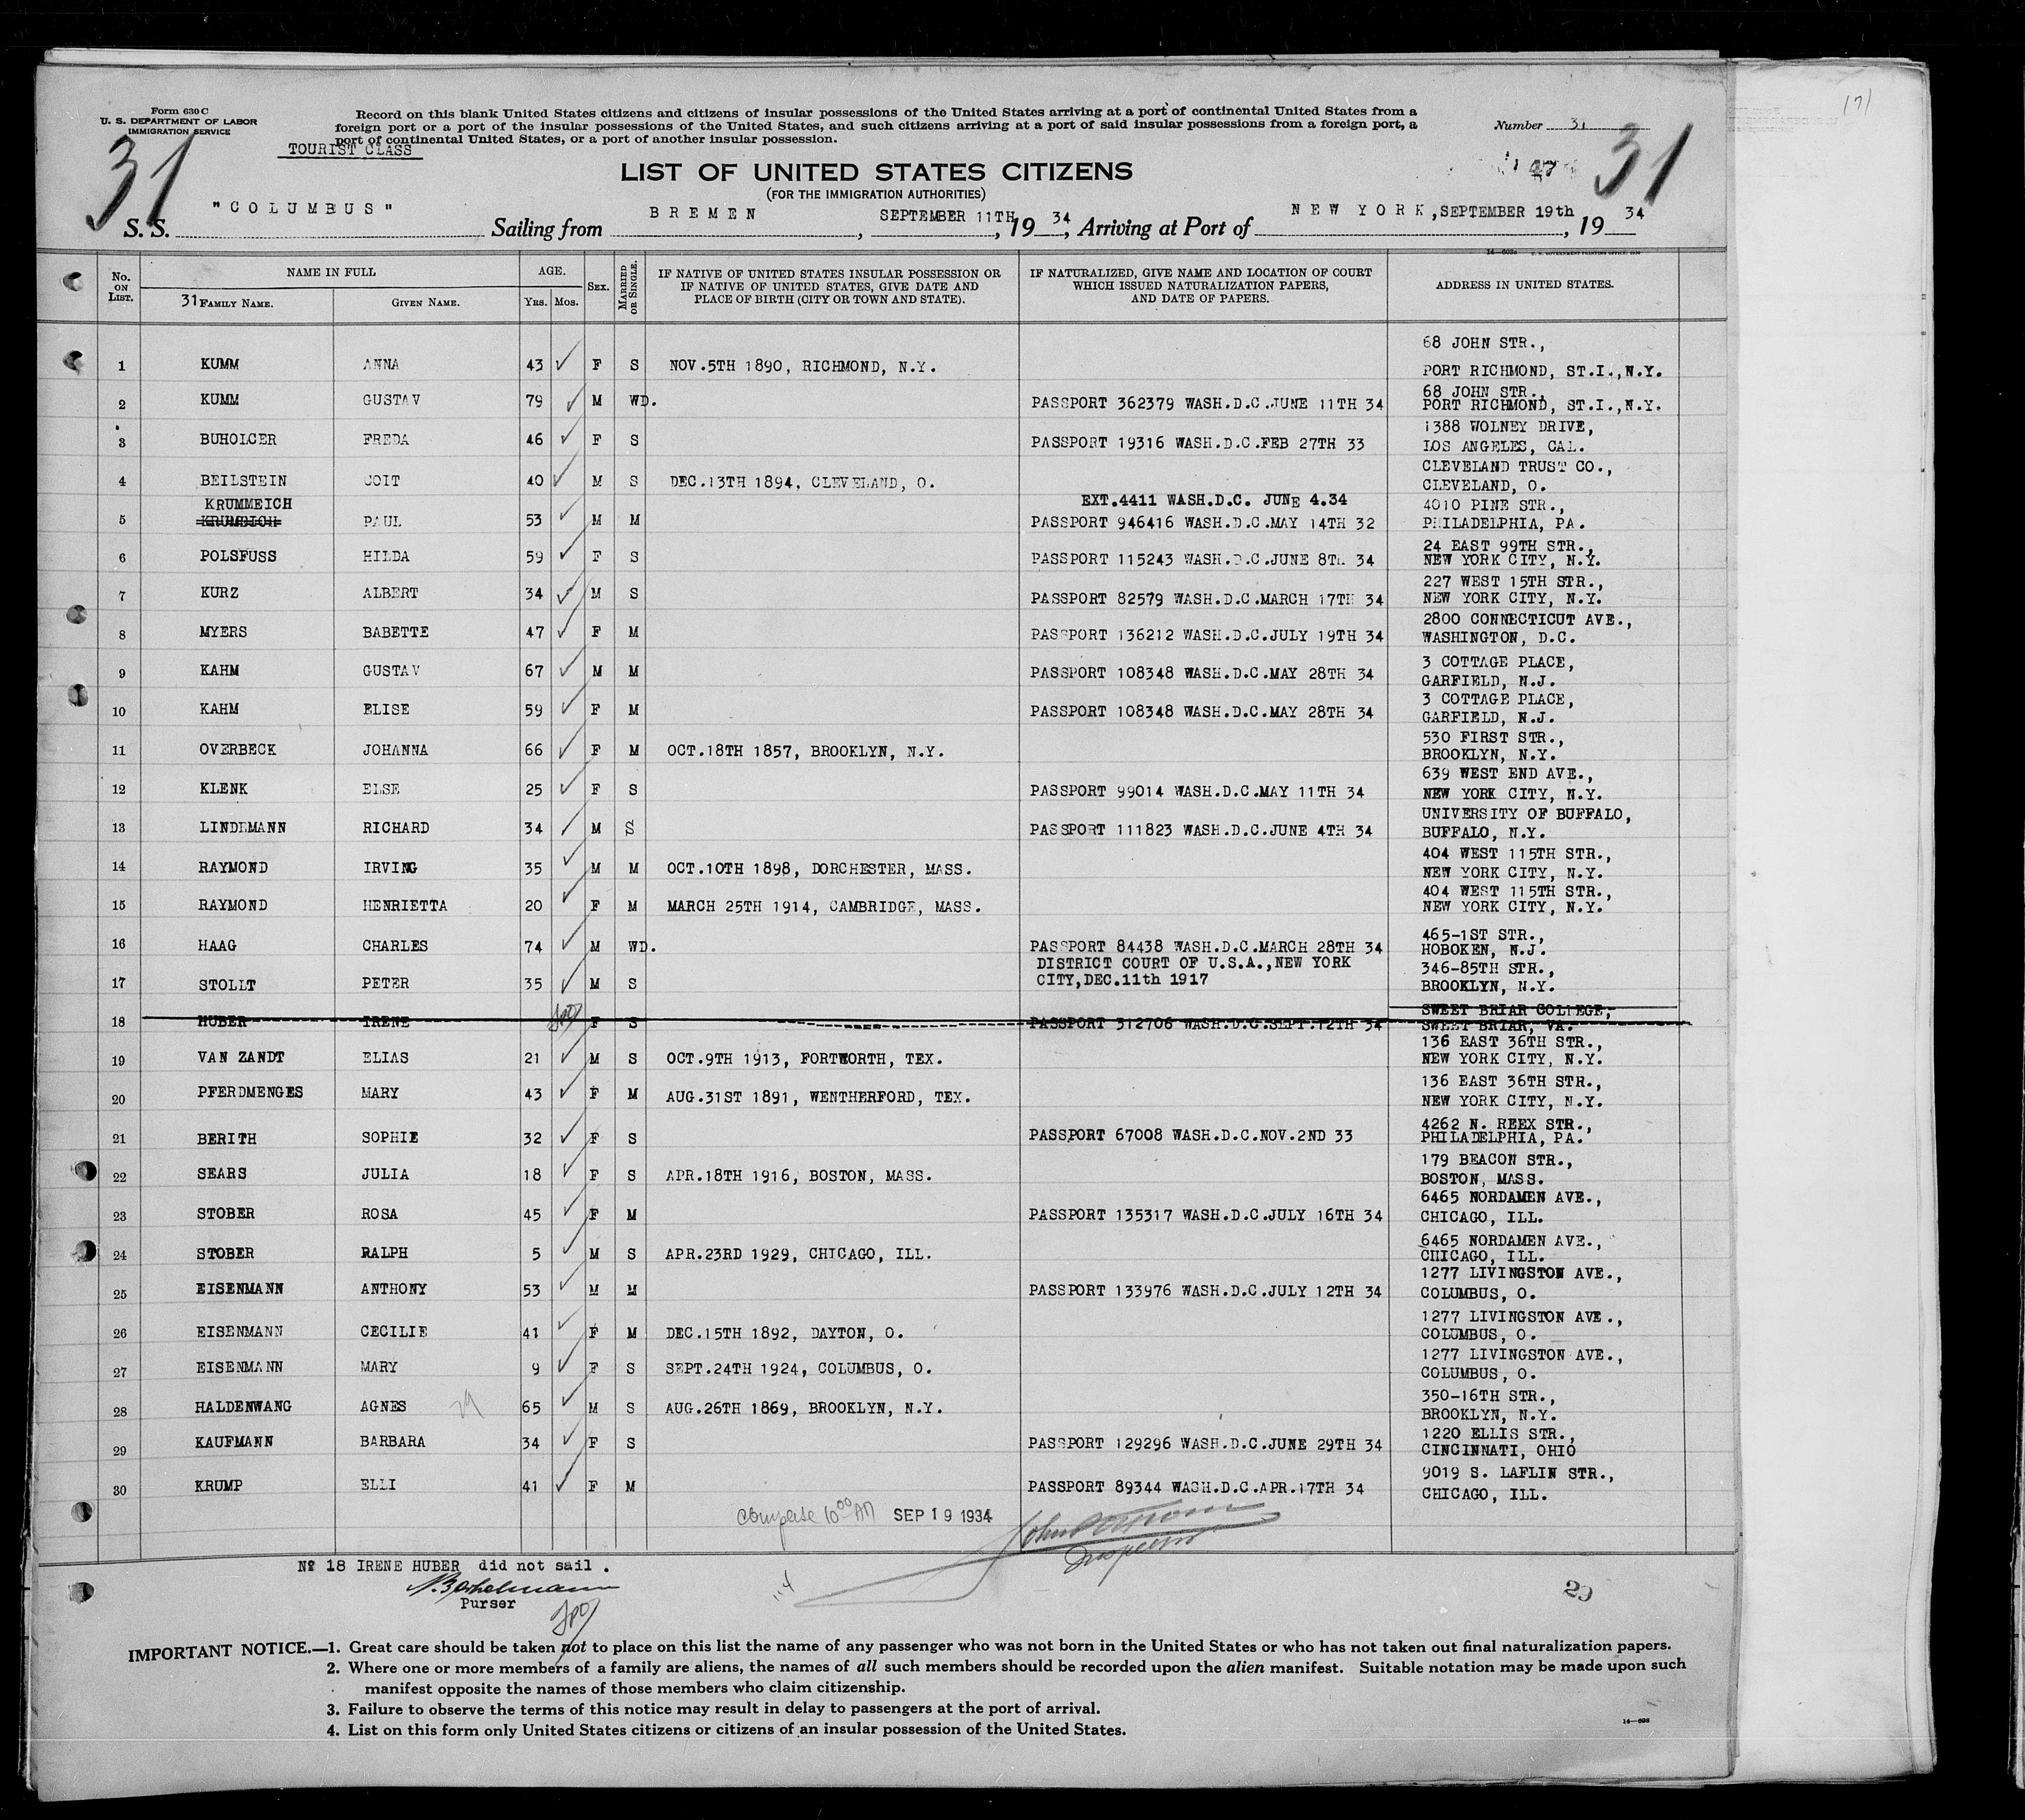 Form 630 C
U. S. DEPARTMENT OF LABOR
IMMIGRATION SERVICE
Record on this blank United States citizens and citizens of insular possessions of the United States arriving at a port of continental United States from a
foreign port or a port of the insular possessions of the United States, and such citizens arriving at a port of said insular possessions from a foreign port, a
port of continental United States, or a port of another insular possession.
TOURIST CLASS
Number 31
31
31
LIST OF UNITED STATES CITIZENS
(FOR THE IMMIGRATION AUTHORITIES)
S. S. "COLUMBUS" Sailing from BREMEN, SEPTEMBER 11TH, 19 34, Arriving at Port of NEW YORK, SEPTEMBER 19th, 19 34
No. ON LIST. NAME IN FULL AGE. SEX. MARRIED OR SINGLE. IF NATIVE OF UNITED STATES INSULAR POSSESSION OR IF NATIVE OF UNITED STATES, GIVE DATE AND PLACE OF BIRTH (CITY OR TOWN AND STATE). IF NATURALIZED, GIVE NAME AND LOCATION OF COURT WHICH ISSUED NATURALIZATION PAPERS, AND DATE OF PAPERS. ADDRESS IN UNITED STATES.
31 FAMILY NAME. GIVEN NAME. YRS. MOS.
68 JOHN STR.,
1 KUMM ANNA 43 F S NOV.5TH 1890, RICHMOND, N.Y. PORT RICHMOND, ST.I.,N.Y.
68 JOHN STR.,
2 KUMM GUSTAV 79 M WD. PASSPORT 362379 WASH.D.C.JUNE 11TH 34 PORT RICHMOND, ST.I.,N.Y.
1388 WOLNEY DRIVE,
3 BUHOLCER FREDA 46 F S PASSPORT 19316 WASH.D.C.FEB 27TH 33 LOS ANGELES, CAL.
CLEVELAND TRUST CO.,
4 BEILSTEIN COIT 40 M S DEC.13TH 1894, CLEVELAND, O. CLEVELAND, O.
KRUMMEICH EXT.4411 WASH.D.C. JUNE 4.34 4010 PINE STR.,
5 PAUL 53 M M PASSPORT 946416 WASH.D.C.MAY 14TH 32 PHILADELPHIA, PA.
24 EAST 99TH STR.,
6 POLSFUSS HILDA 59 F S PASSPORT 115243 WASH.D.C.JUNE 8TH 34 NEW YORK CITY, N.Y.
227 WEST 15TH STR.,
7 KURZ ALBERT 34 M S PASSPORT 82579 WASH.D.C.MARCH 17TH 34 NEW YORK CITY, N.Y.
2800 CONNECTICUT AVE.,
8 MYERS BABETTE 47 F M PASSPORT 136212 WASH.D.C.JULY 19TH 34 WASHINGTON, D.C.
3 COTTAGE PLACE,
9 KAHM GUSTAV 67 M M PASSPORT 108348 WASH.D.C.MAY 28TH 34 GARFIELD, N.J.
3 COTTAGE PLACE,
10 KAHM ELISE 59 F M PASSPORT 108348 WASH.D.C.MAY 28TH 34 GARFIELD, N.J.
530 FIRST STR.,
11 OVERBECK JOHANNA 66 F M OCT.18TH 1857, BROOKLYN, N.Y. BROOKLYN, N.Y.
639 WEST END AVE.,
12 KLENK ELSE 25 F S PASSPORT 99014 WASH.D.C.MAY 11TH 34 NEW YORK CITY, N.Y.
UNIVERSITY OF BUFFALO,
13 LINDEMANN RICHARD 34 M S PASSPORT 111823 WASH.D.C.JUNE 4TH 34 BUFFALO, N.Y.
404 WEST 115TH STR.,
14 RAYMOND IRVING 35 M M OCT.10TH 1898, DORCHESTER, MASS. NEW YORK CITY, N.Y.
404 WEST 115TH STR.,
15 RAYMOND HENRIETTA 20 F M MARCH 25TH 1914, CAMBRIDGE, MASS. NEW YORK CITY, N.Y.
465-1ST STR.,
16 HAAG CHARLES 74 M WD. PASSPORT 84438 WASH.D.C.MARCH 28TH 34 HOBOKEN, N.J.
DISTRICT COURT OF U.S.A.,NEW YORK 346-85TH STR.,
17 STOLLT PETER 35 M S CITY,DEC.11th 1917 BROOKLYN, N.Y.
SWEET BRIAR COLLEGE,
18 HUBER IRENE F S PASSPORT 512706 WASH.D.C.SEPT.12TH 34 SWEET BRIAR, VA.
136 EAST 36TH STR.,
19 VAN ZANDT ELIAS 21 M S OCT.9TH 1913, FORTWORTH, TEX. NEW YORK CITY, N.Y.
136 EAST 36TH STR.,
20 PFERDMENGES MARY 43 F M AUG.31ST 1891, WENTHERFORD, TEX. NEW YORK CITY, N.Y.
4262 N. REEX STR.,
21 BERITH SOPHIE 32 F S PASSPORT 67008 WASH.D.C.NOV.2ND 33 PHILADELPHIA, PA.
179 BEACON STR.,
22 SEARS JULIA 18 F S APR.18TH 1916, BOSTON, MASS. BOSTON, MASS.
6465 NORDAMEN AVE.,
23 STOBER ROSA 45 F M PASSPORT 135317 WASH.D.C.JULY 16TH 34 CHICAGO, ILL.
6465 NORDAMEN AVE.,
24 STOBER RALPH 5 M S APR.23RD 1929, CHICAGO, ILL. CHICAGO, ILL.
1277 LIVINGSTON AVE.,
25 EISENMANN ANTHONY 53 M M PASSPORT 133976 WASH.D.C.JULY 12TH 34 COLUMBUS, O.
1277 LIVINGSTON AVE.,
26 EISENMANN CECILIE 41 F M DEC.15TH 1892, DAYTON, O. COLUMBUS, O.
1277 LIVINGSTON AVE.,
27 EISENMANN MARY 9 F S SEPT.24TH 1924, COLUMBUS, O. COLUMBUS, O.
350-16TH STR.,
28 HALDENWANG AGNES 65 M S AUG.26TH 1869, BROOKLYN, N.Y. BROOKLYN, N.Y.
1220 ELLIS STR.,
29 KAUFMANN BARBARA 34 F S PASSPORT 129296 WASH.D.C.JUNE 29TH 34 CINCINNATI, OHIO
9019 S. LAFLIN STR.,
30 KRUMP ELLI 41 F M PASSPORT 89344 WASH.D.C.APR.17TH 34 CHICAGO, ILL.
10 00 AM SEP 19 1934
Inspector
No 18 IRENE HUBER did not sail.
Purser
29
IMPORTANT NOTICE.—1. Great care should be taken not to place on this list the name of any passenger who was not born in the United States or who has not taken out final naturalization papers.
2. Where one or more members of a family are aliens, the names of all such members should be recorded upon the alien manifest. Suitable notation may be made upon such
manifest opposite the names of those members who claim citizenship.
3. Failure to observe the terms of this notice may result in delay to passengers at the port of arrival.
4. List on this form only United States citizens or citizens of an insular possession of the United States.